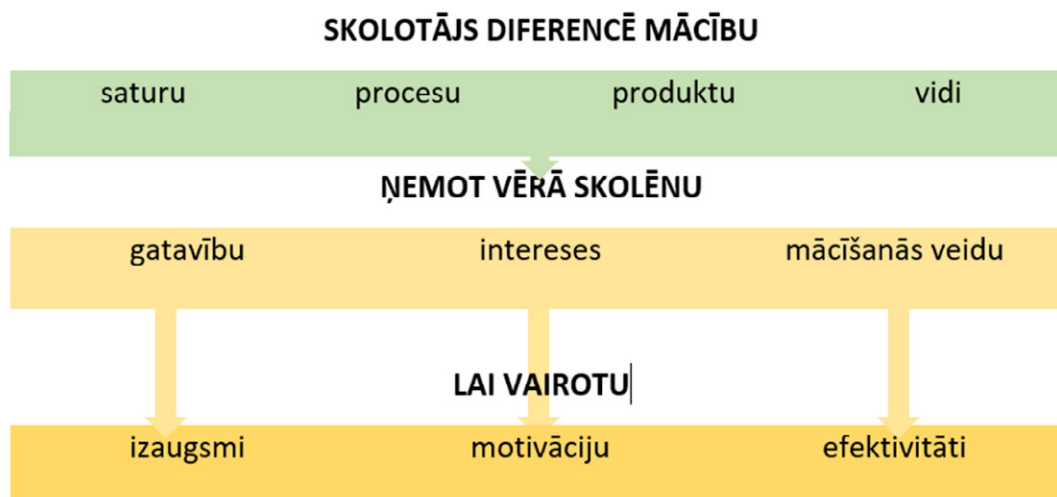 SKOLOTĀJS DIFERENCĒ MĀCĪBU
saturu procesu produktu vidi
ŅEMOT VĒRĀ SKOLĒNU
gatavību intereses mācīšanās veidu
LAI VAIROTU
izaugsmi motivāciju efektivitāti